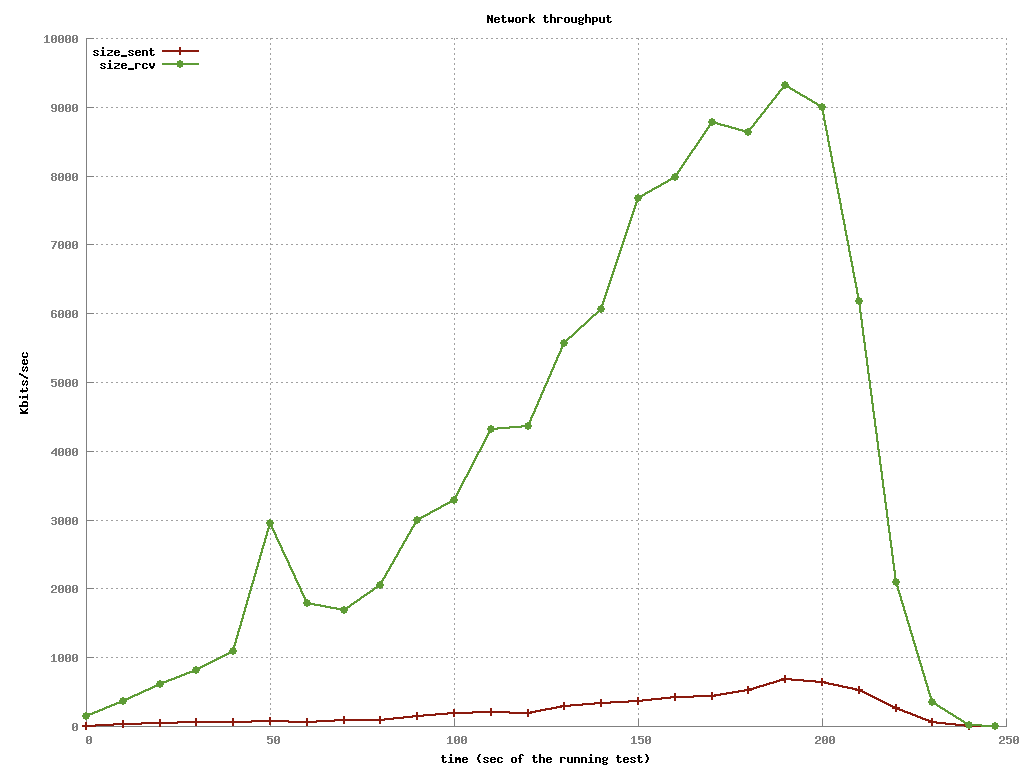 Network throughput
10000
size_sent
size_rcv
9000
8000
7000
6000
5000
Kbits/sec
4000
3000
2000
1000
0
0 50 100 150 200 250
time (sec of the running test)